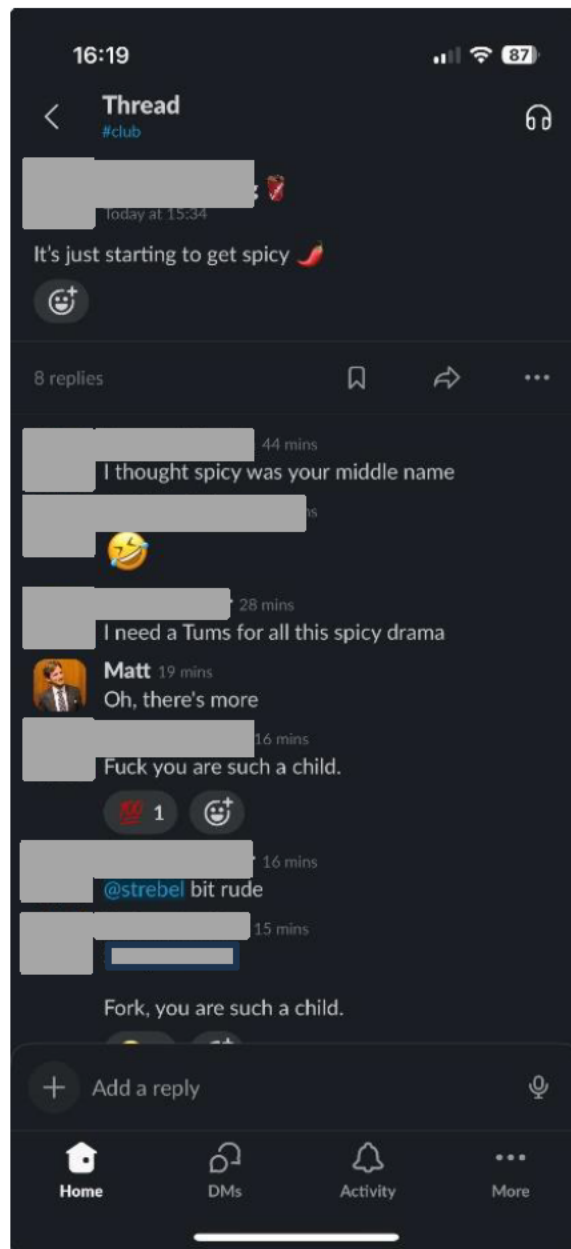 16:19
87
Thread
#club
Today at 15:34
It's just starting to get spicy
8 replies
44 mins
I thought spicy was your middle name
28 mins
I need a Tums for all this spicy drama
Matt 19 mins
Oh, there's more
16 mins
Fuck you are such a child.
100 1
16 mins
@strebel bit rude
15 mins
Fork, you are such a child.
Add a reply
Home DMs Activity More